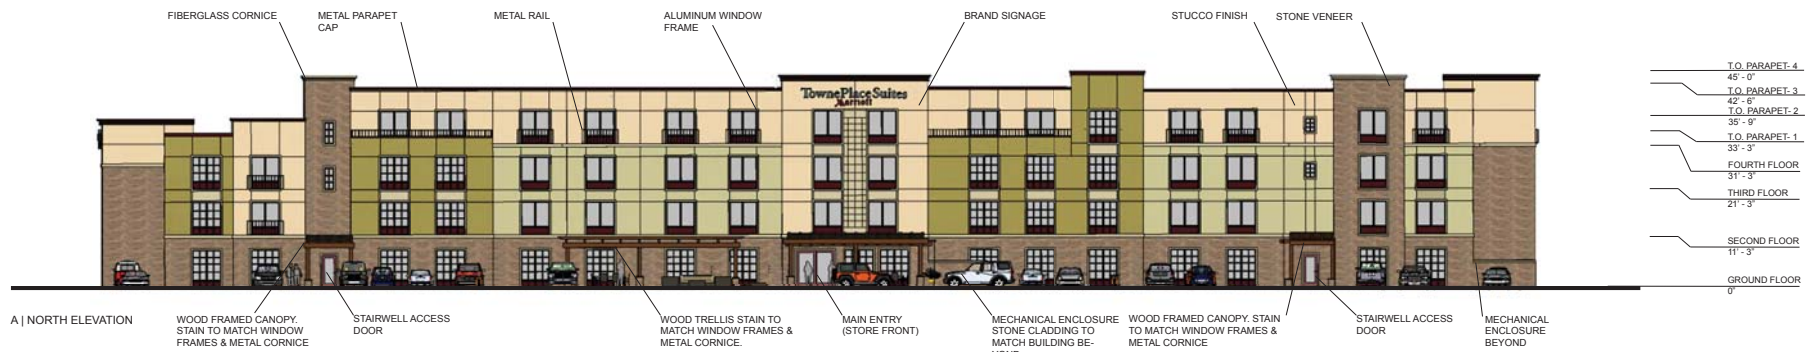 FIBERGLASS CORNICE
METAL PARAPET
CAP
METAL RAIL
ALUMINUM WINDOW
FRAME
BRAND SIGNAGE
STUCCO FINISH
STONE VENEER
TownePlace Suites
Marriott
T.O. PARAPET- 4
45' - 0"
T.O. PARAPET- 3
42' - 6"
T.O. PARAPET- 2
35' - 9"
T.O. PARAPET- 1
33' - 3"
FOURTH FLOOR
31' - 3"
THIRD FLOOR
21' - 3"
SECOND FLOOR
11' - 3"
GROUND FLOOR
0"
A | NORTH ELEVATION
WOOD FRAMED CANOPY.
STAIN TO MATCH WINDOW
FRAMES & METAL CORNICE
STAIRWELL ACCESS
DOOR
WOOD TRELLIS STAIN TO
MATCH WINDOW FRAMES &
METAL CORNICE.
MAIN ENTRY
(STORE FRONT)
MECHANICAL ENCLOSURE
STONE CLADDING TO
MATCH BUILDING BE-
WOOD FRAMED CANOPY. STAIN
TO MATCH WINDOW FRAMES &
METAL CORNICE
STAIRWELL ACCESS
DOOR
MECHANICAL
ENCLOSURE
BEYOND